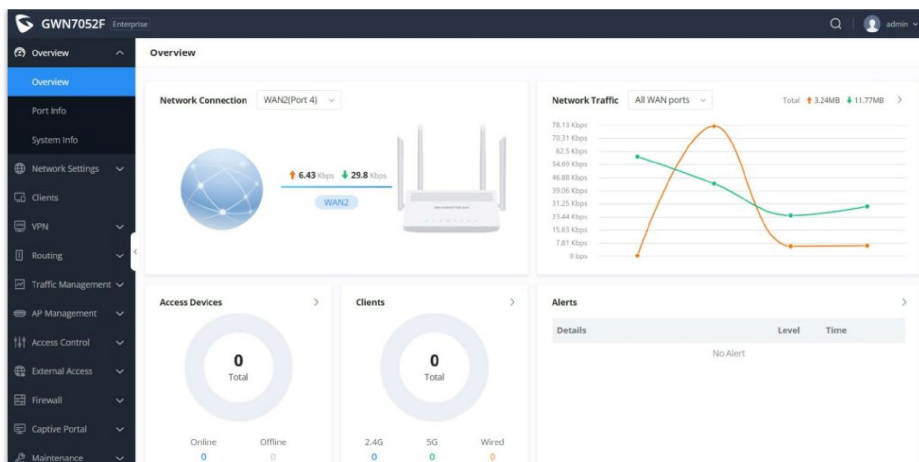 GWN7052F Enterprise
admin
Overview
Overview
Port Info
System Info
Network Settings
Clients
VPN
Routing
Traffic Management
AP Management
Access Control
External Access
Firewall
Captive Portal
Maintenance
Overview
Network Connection WAN2(Port 4)
6.43 Kbps 29.8 Kbps
WAN2
Network Traffic All WAN ports Total 3.24MB 11.77MB
78.13 Kbps
70.31 Kbps
62.5 Kbps
54.69 Kbps
46.88 Kbps
39.06 Kbps
31.25 Kbps
23.44 Kbps
15.63 Kbps
7.81 Kbps
0 bps
Access Devices
0
Total
Online Offline
0 0
Clients
0
Total
2.4G 5G Wired
0 0 0
Alerts
Details Level Time
No Alert